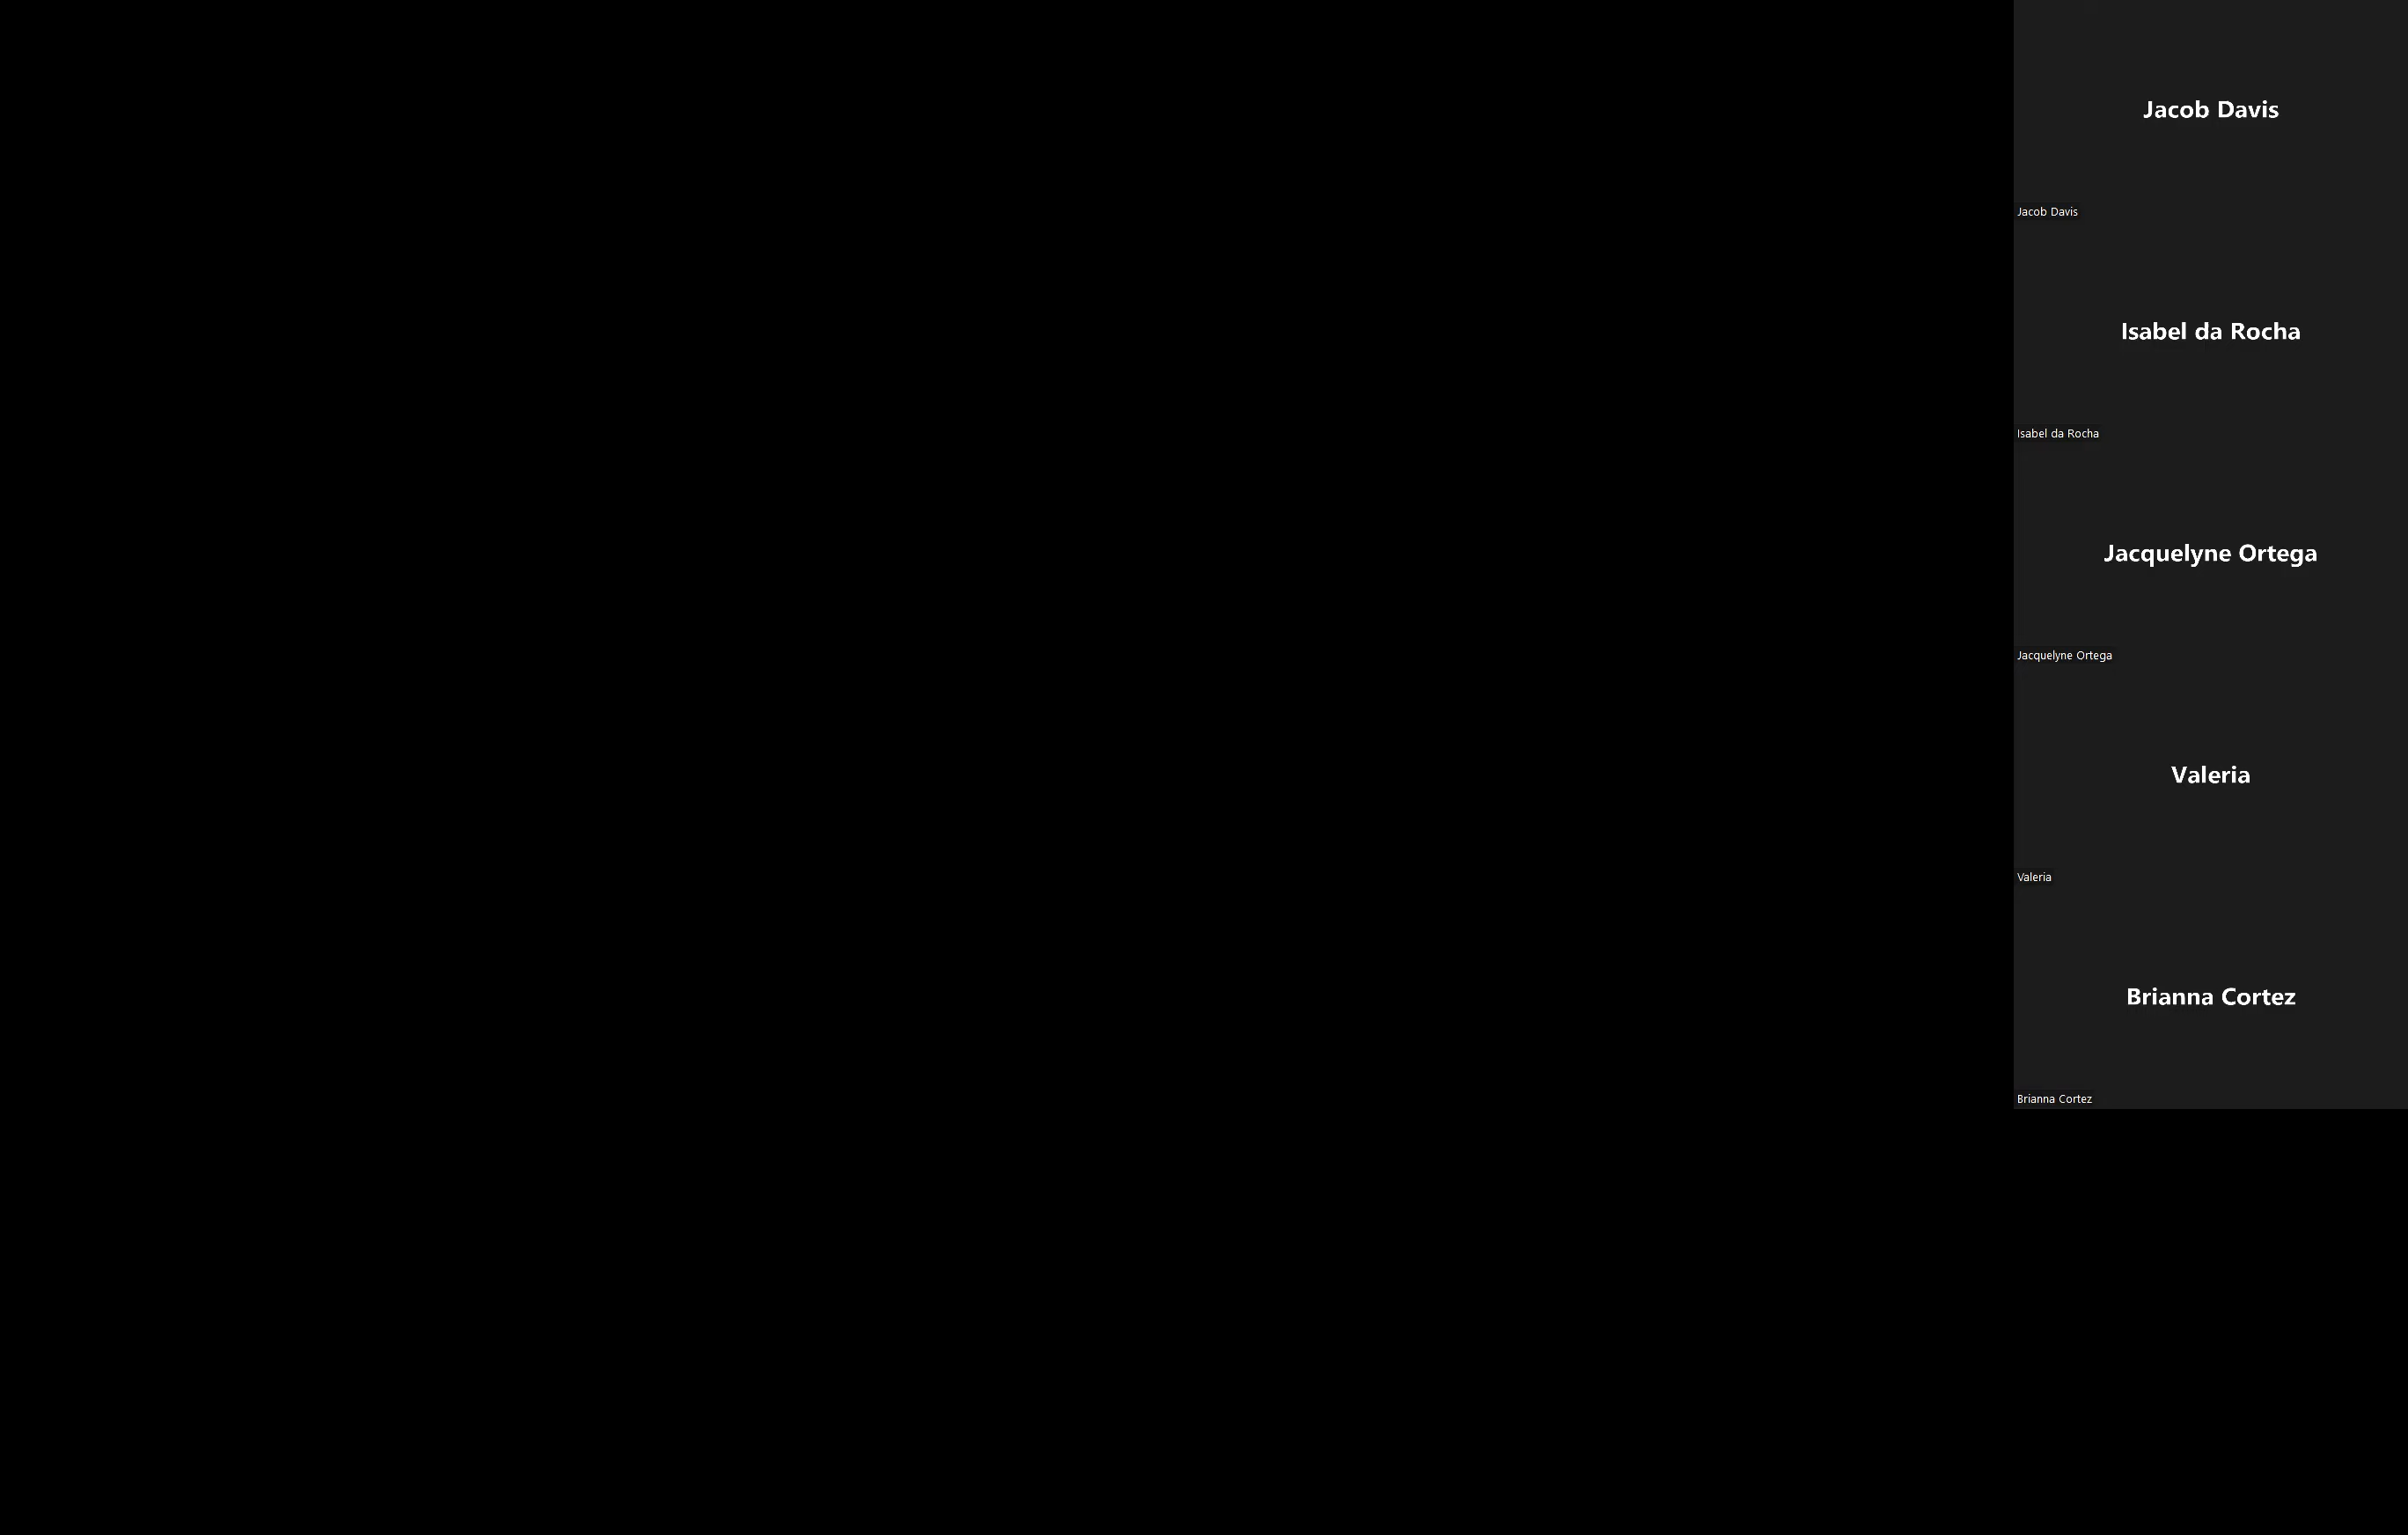 Jacob Davis
Jacob Davis
Isabel da Rocha
Isabel da Rocha
Jacquelyne Ortega
Jacquelyne Ortega
Valeria
Valeria
Brianna Cortez
Brianna Cortez